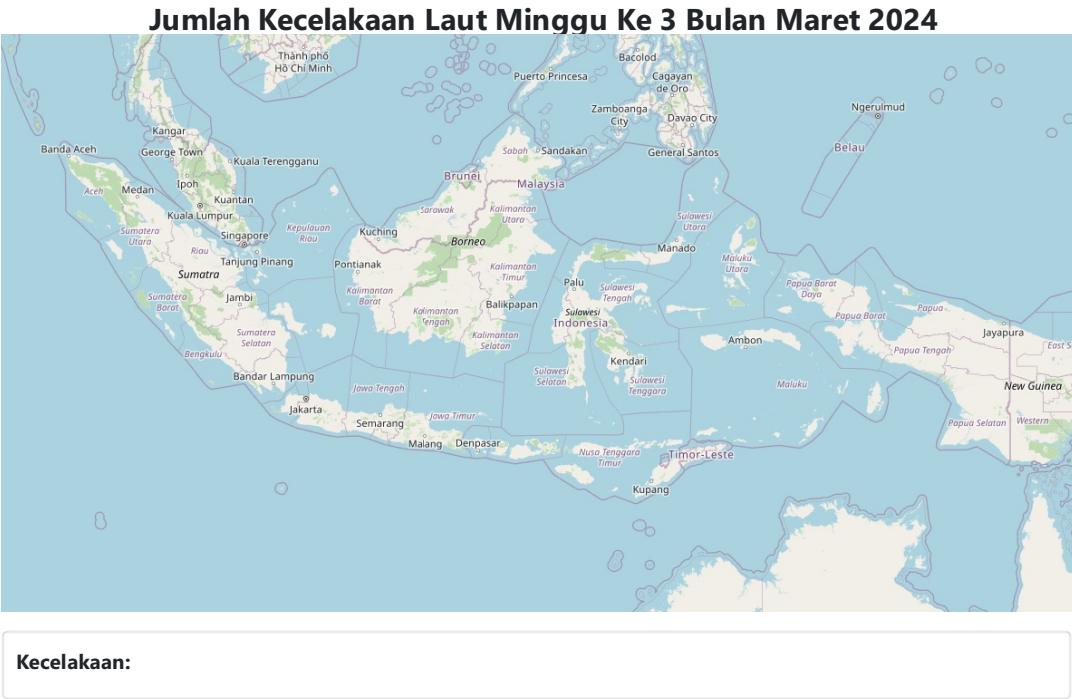 Jumlah Kecelakaan Laut Minggu Ke 3 Bulan Maret 2024
Thành phố
Hồ Chí Minh
Bacolod
Puerto Princesa
Cagayan
de Oro
Zamboanga
City
Davao City
Ngerulmud
Kangar
Banda Aceh
George Town
Kuala Terengganu
Sabah
Sandakan
General Santos
Belau
Brunei
Malaysia
Aceh
Medan
Ipoh
Kuantan
Kuala Lumpur
Sarawak
Kalimantan
Utara
Sulawesi
Utara
Sumatera
Utara
Singapore
Kepulauan
Riau
Kuching
Borneo
Riau
Manado
Tanjung Pinang
Pontianak
Maluku
Utara
Sumatra
Kalimantan
Timur
Palu
Papua Barat
Daya
Sumatera
Barat
Jambi
Kalimantan
Barat
Sulawesi
Tengah
Balikpapan
Kalimantan
Tengah
Sulawesi
Indonesia
Papua Barat
Papua
Sumatera
Selatan
Kalimantan
Selatan
Ambon
Jayapura
East S
Bengkulu
Kendari
Papua Tengah
Bandar Lampung
Sulawesi
Selatan
Sulawesi
Tenggara
Maluku
New Guinea
Jawa Tengah
Jakarta
Semarang
Jawa Timur
Papua Selatan
Western
Malang
Denpasar
Nusa Tenggara
Timur
Timor-Leste
Kupang
Kecelakaan: